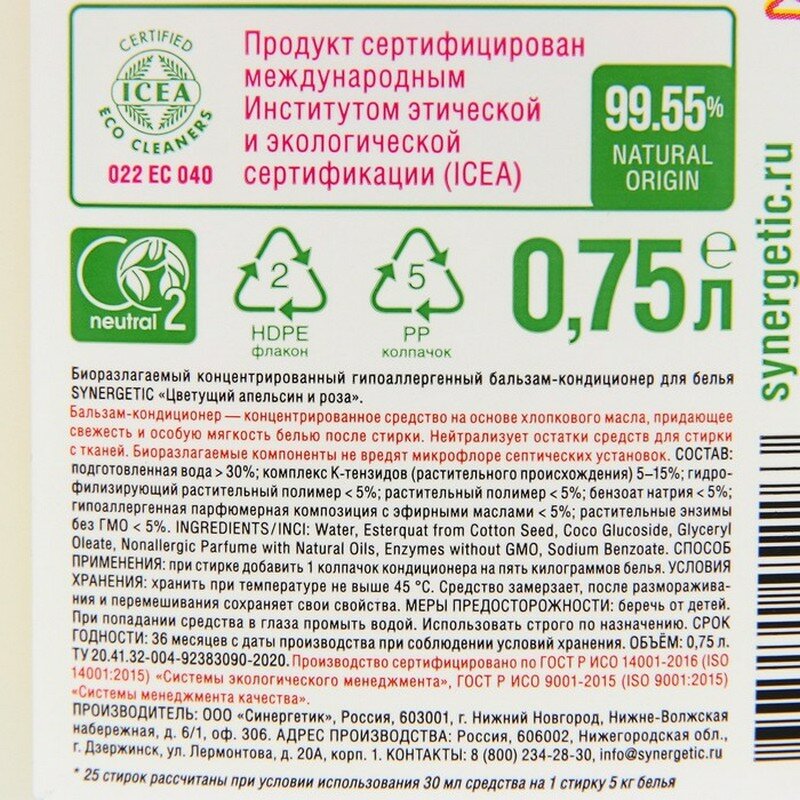 CERTIFIED
ICEA
ECO CLEANERS
022 EC 040
Продукт сертифицирован
международным
Институтом этической
и экологической
сертификации (ICEA)
99.55%
NATURAL
ORIGIN
CO2
neutral
2
HDPE
флакон
5
PP
колпачок
0,75 л
℮
synergetic.ru
Биоразлагаемый концентрированный гипоаллергенный бальзам-кондиционер для белья
SYNERGETIC «Цветущий апельсин и роза».
Бальзам-кондиционер — концентрированное средство на основе хлопкового масла, придающее
свежесть и особую мягкость белью после стирки. Нейтрализует остатки средств для стирки
с тканей. Биоразлагаемые компоненты не вредят микрофлоре септических установок. СОСТАВ:
подготовленная вода > 30%; комплекс К-тензидов (растительного происхождения) 5–15%; гидро-
филизирующий растительный полимер < 5%; растительный полимер < 5%; бензоат натрия < 5%;
гипоаллергенная парфюмерная композиция с эфирными маслами < 5%; растительные энзимы
без ГМО < 5%. INGREDIENTS/INCI: Water, Esterquat from Cotton Seed, Coco Glucoside, Glyceryl
Oleate, Nonallergic Parfume with Natural Oils, Enzymes without GMO, Sodium Benzoate. СПОСОБ
ПРИМЕНЕНИЯ: при стирке добавить 1 колпачок кондиционера на пять килограммов белья. УСЛОВИЯ
ХРАНЕНИЯ: хранить при температуре не выше 45 °С. Средство замерзает, после разморажива-
ния и перемешивания сохраняет свои свойства. МЕРЫ ПРЕДОСТОРОЖНОСТИ: беречь от детей.
При попадании средства в глаза промыть водой. Использовать строго по назначению. СРОК
ГОДНОСТИ: 36 месяцев с даты производства при соблюдении условий хранения. ОБЪЁМ: 0,75 л.
ТУ 20.41.32-004-92383090-2020. Производство сертифицировано по ГОСТ Р ИСО 14001-2016 (ISO
14001:2015) «Системы экологического менеджмента», ГОСТ Р ИСО 9001-2015 (ISO 9001:2015)
«Системы менеджмента качества».
ПРОИЗВОДИТЕЛЬ: ООО «Синергетик», Россия, 603001, г. Нижний Новгород, Нижне-Волжская
набережная, д. 6/1, оф. 306. АДРЕС ПРОИЗВОДСТВА: Россия, 606002, Нижегородская обл.,
г. Дзержинск, ул. Лермонтова, д. 20А, корп. 1. КОНТАКТЫ: 8 (800) 234-28-30, info@synergetic.ru
* 25 стирок рассчитаны при условии использования 30 мл средства на 1 стирку 5 кг белья